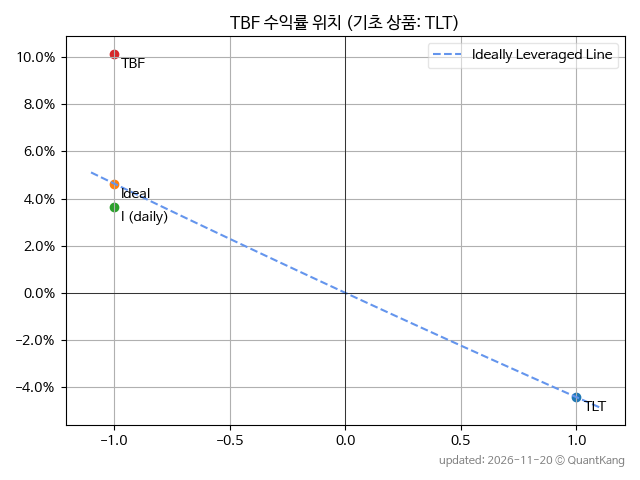 TBF 수익률 위치 (기초 상품: TLT)
Ideally Leveraged Line
10.0%
8.0%
6.0%
4.0%
2.0%
0.0%
−2.0%
−4.0%
TBF
Ideal
I (daily)
TLT
−1.0
−0.5
0.0
0.5
1.0
updated: 2026-11-20 © QuantKang